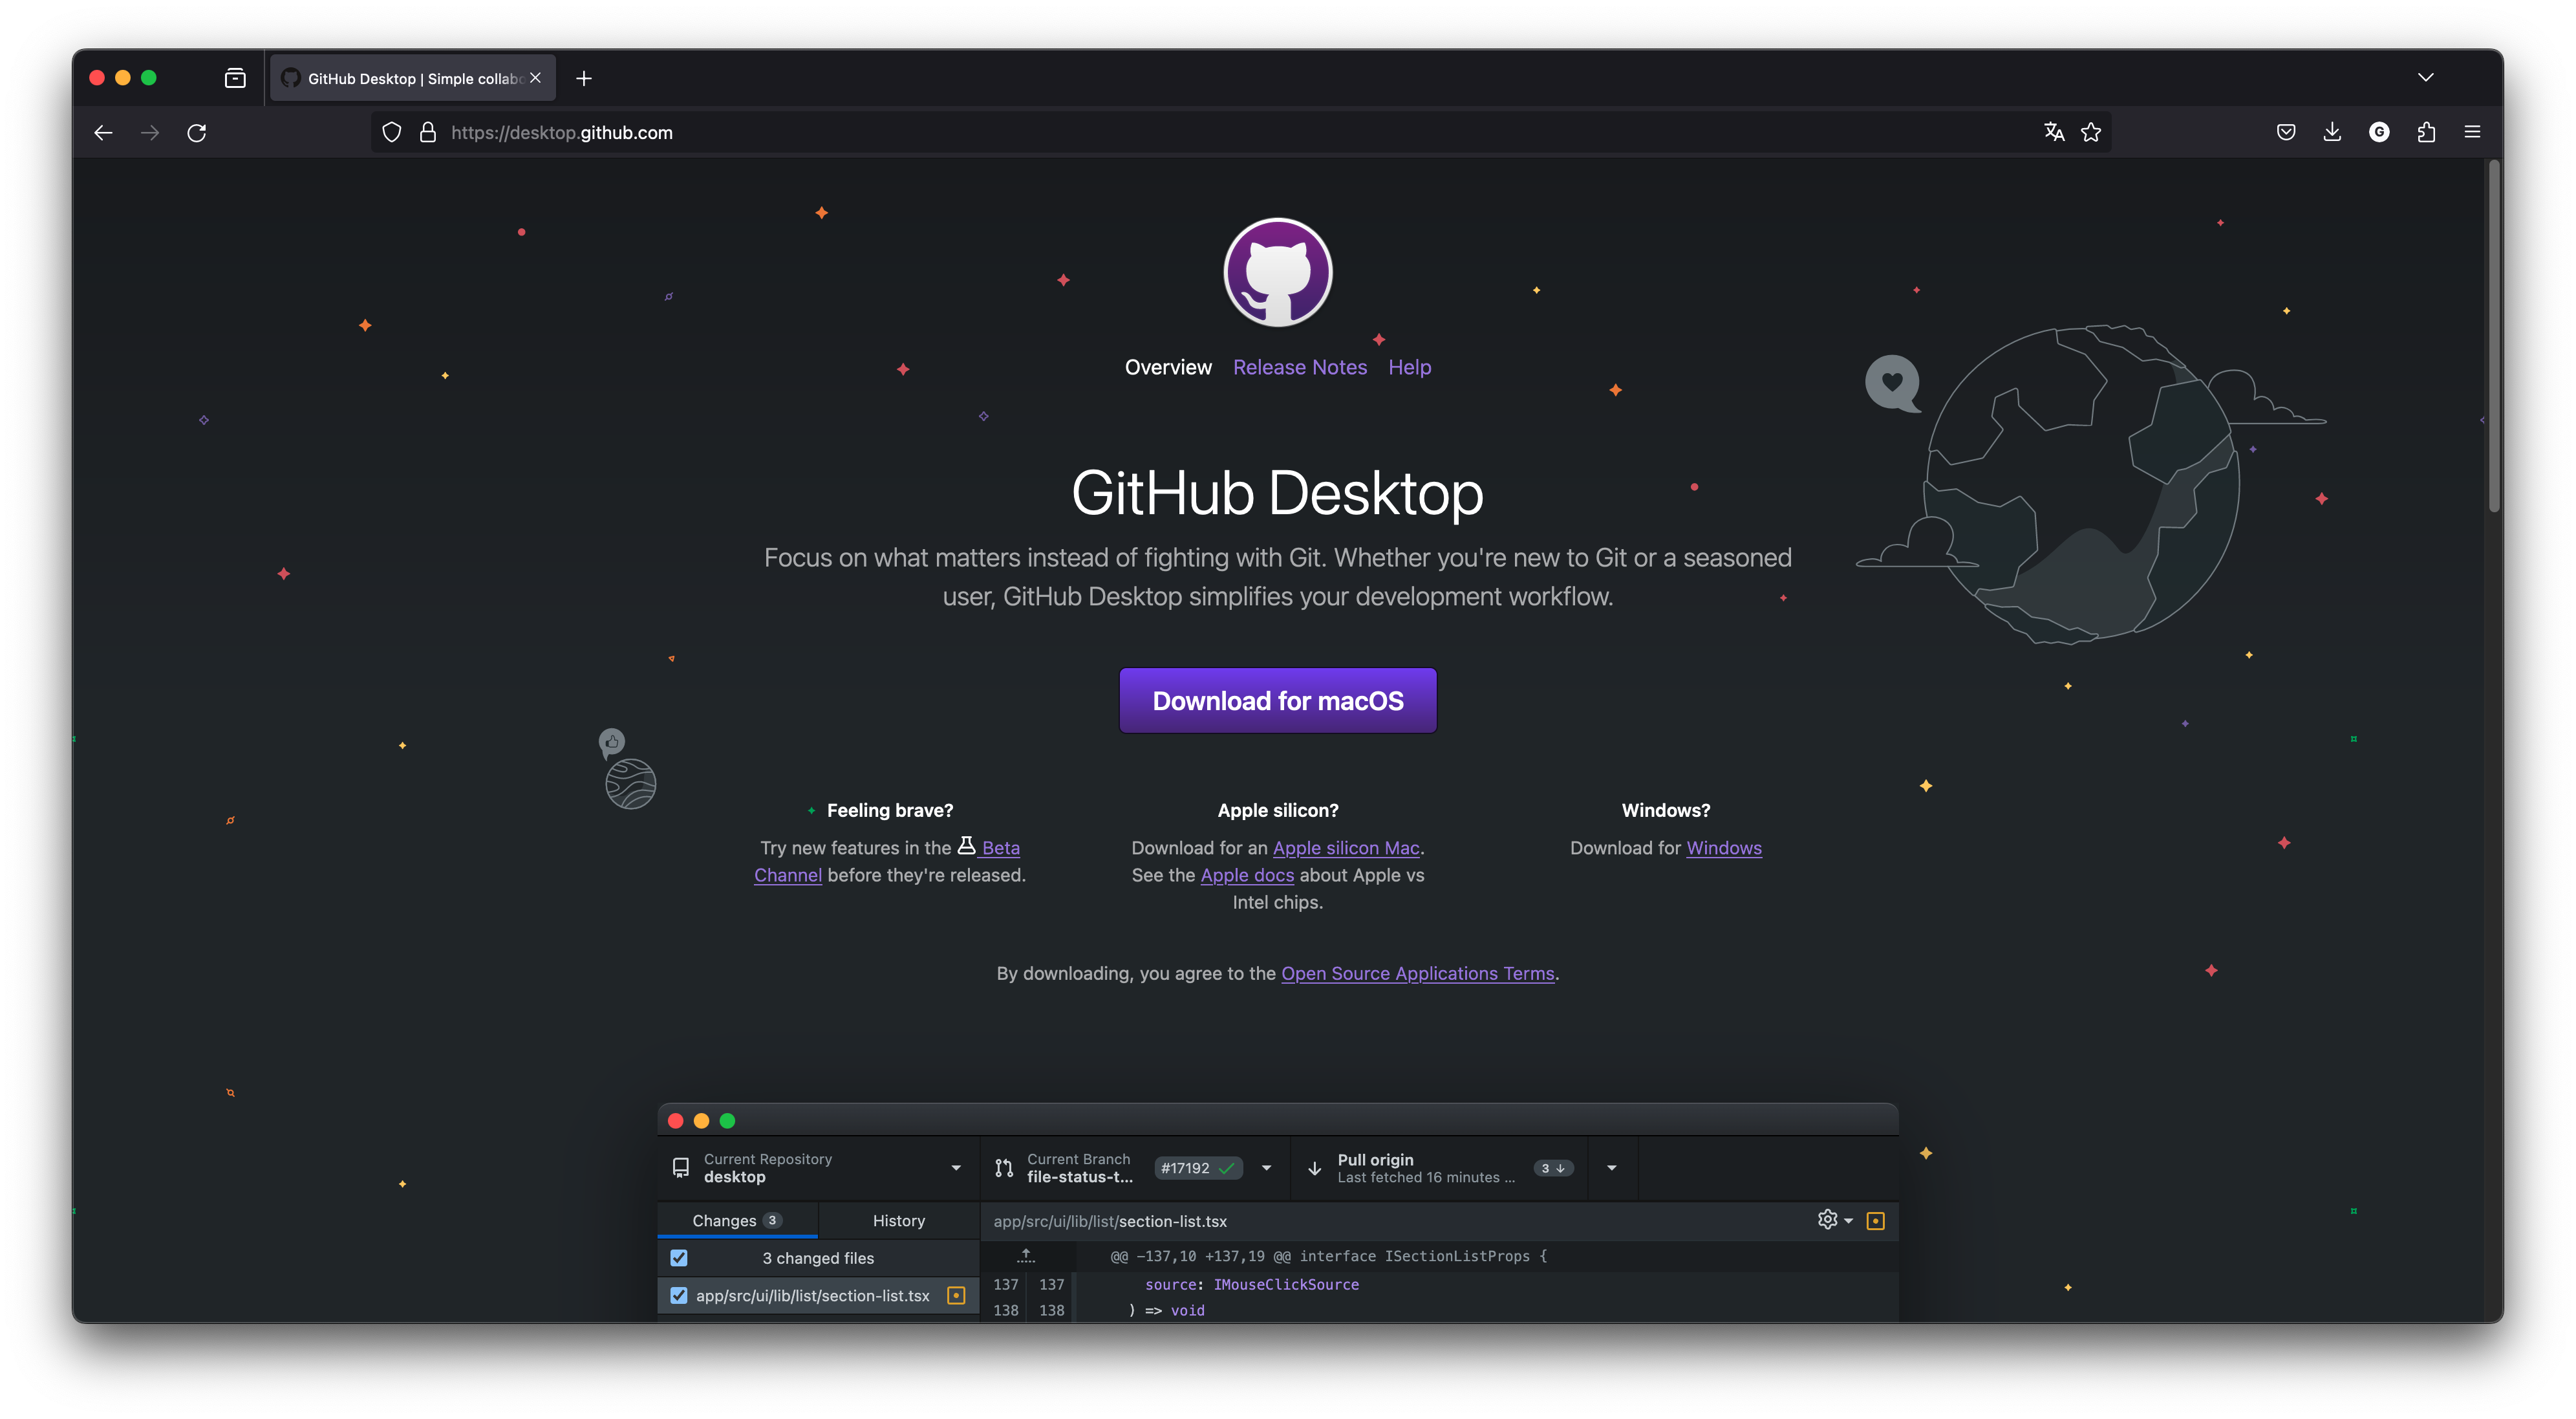 GitHub Desktop | Simple collabo
https://desktop.github.com
G
Overview Release Notes Help
GitHub Desktop
Focus on what matters instead of fighting with Git. Whether you're new to Git or a seasoned
user, GitHub Desktop simplifies your development workflow.
Download for macOS
Feeling brave?
Try new features in the Beta
Channel before they're released.
Apple silicon?
Download for an Apple silicon Mac.
See the Apple docs about Apple vs
Intel chips.
Windows?
Download for Windows
By downloading, you agree to the Open Source Applications Terms.
Current Repository
desktop
Current Branch
file-status-t...
#17192
Pull origin
Last fetched 16 minutes ...
3
Changes 3
History
app/src/ui/lib/list/section-list.tsx
3 changed files
app/src/ui/lib/list/section-list.tsx
@@ -137,10 +137,19 @@ interface ISectionListProps {
137 137 source: IMouseClickSource
138 138 ) => void